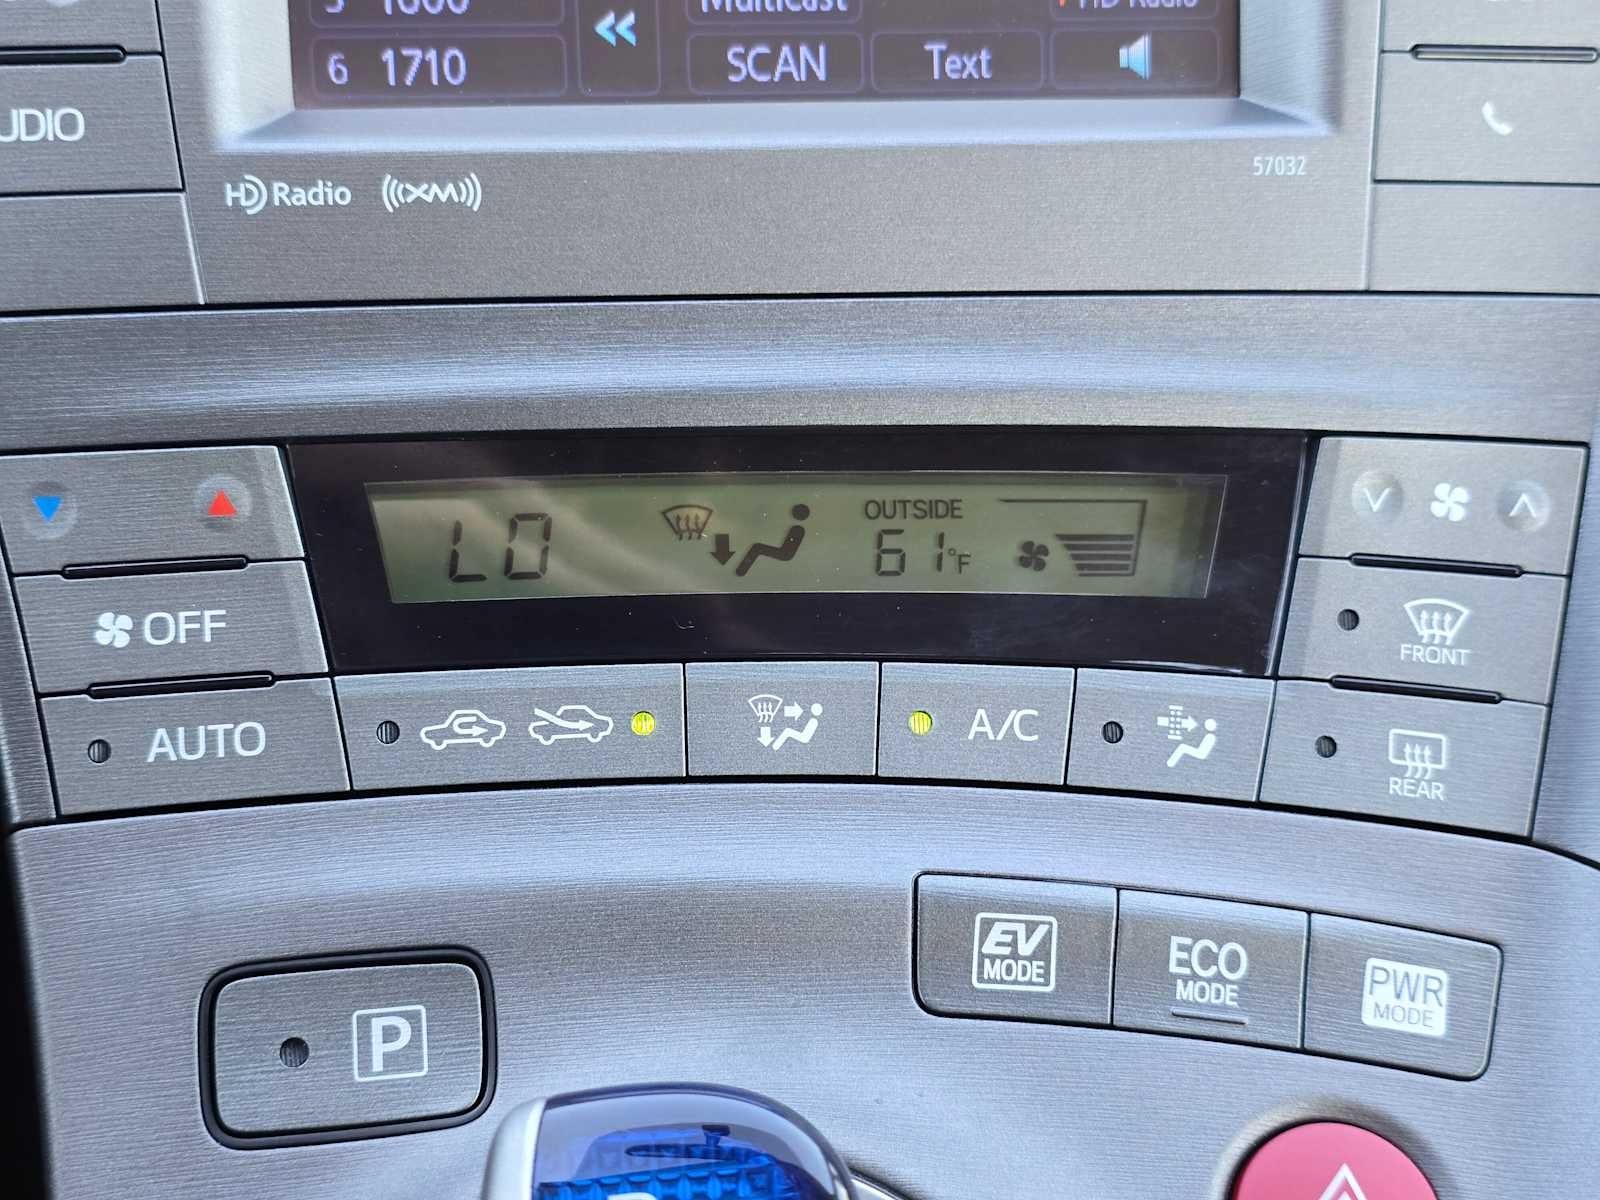 6 1710
SCAN
Text
HD Radio
((XM))
57032
LO
OUTSIDE
61°F
OFF
AUTO
A/C
FRONT
REAR
EV
MODE
ECO
MODE
PWR
MODE
P